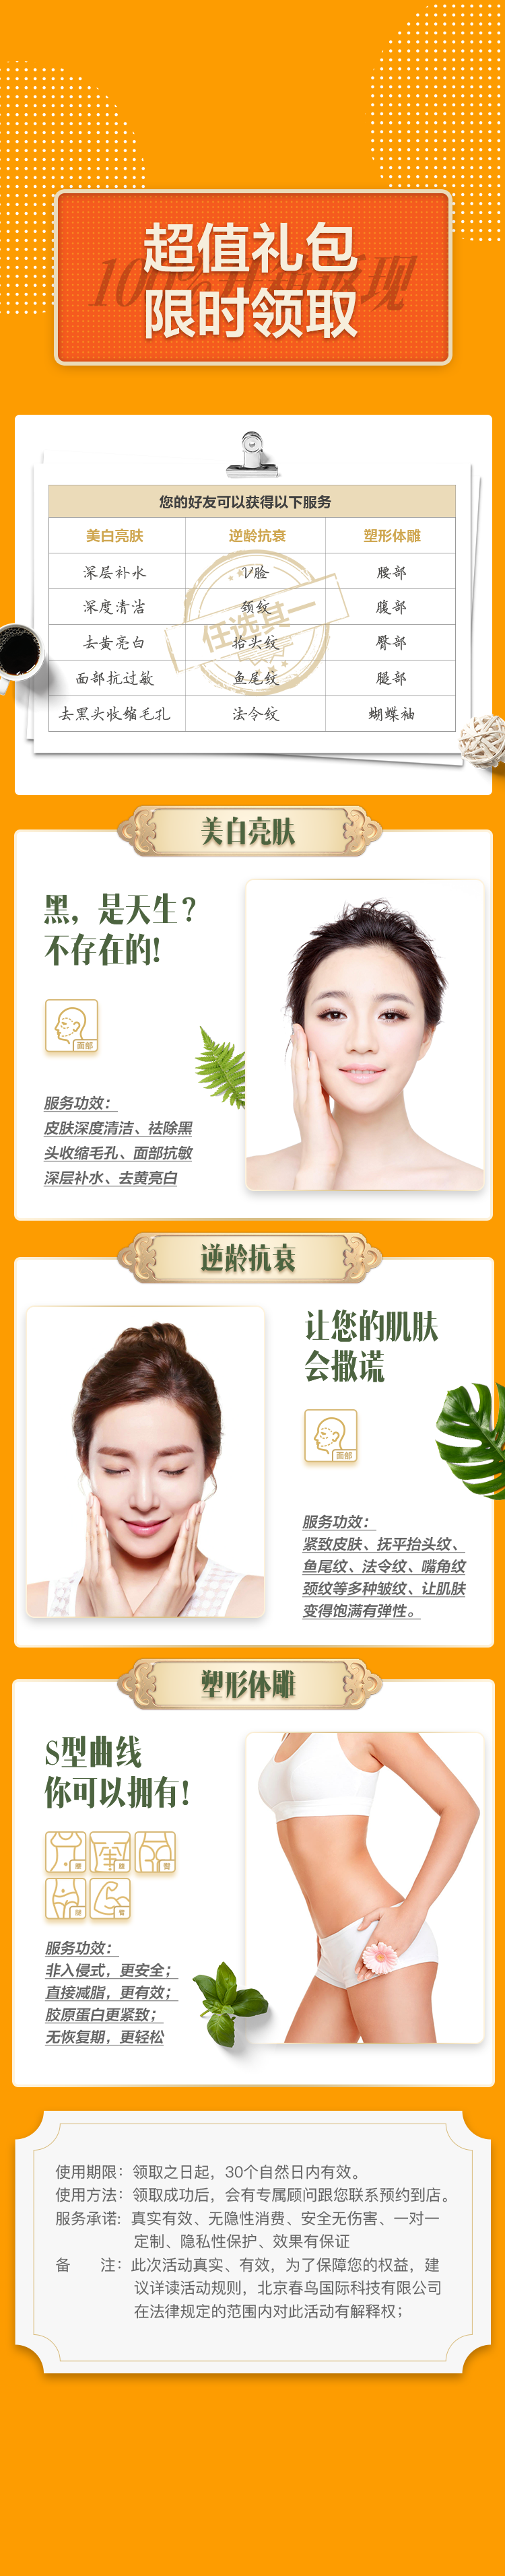 超值礼包
限时领取
您的好友可以获得以下服务
美白亮肤 逆龄抗衰 塑形体雕
深层补水 V脸 腰部
深度清洁 颈纹 腹部
去黄亮白 抬头纹 臀部
面部抗过敏 鱼尾纹 腿部
去黑头收缩毛孔 法令纹 蝴蝶袖
任选其一
美白亮肤
黑，是天生？
不存在的!
面部
服务功效：
皮肤深度清洁、祛除黑
头收缩毛孔、面部抗敏
深层补水、去黄亮白
逆龄抗衰
让您的肌肤
会撒谎
面部
服务功效：
紧致皮肤、抚平抬头纹、
鱼尾纹、法令纹、嘴角纹
颈纹等多种皱纹、让肌肤
变得饱满有弹性。
塑形体雕
S型曲线
你可以拥有!
服务功效：
非入侵式，更安全；
直接减脂，更有效；
胶原蛋白更紧致；
无恢复期，更轻松
使用期限：领取之日起，30个自然日内有效。
使用方法：领取成功后，会有专属顾问跟您联系预约到店。
服务承诺：真实有效、无隐性消费、安全无伤害、一对一
定制、隐私性保护、效果有保证
备 注：此次活动真实、有效，为了保障您的权益，建
议详读活动规则，北京春鸟国际科技有限公司
在法律规定的范围内对此活动有解释权；